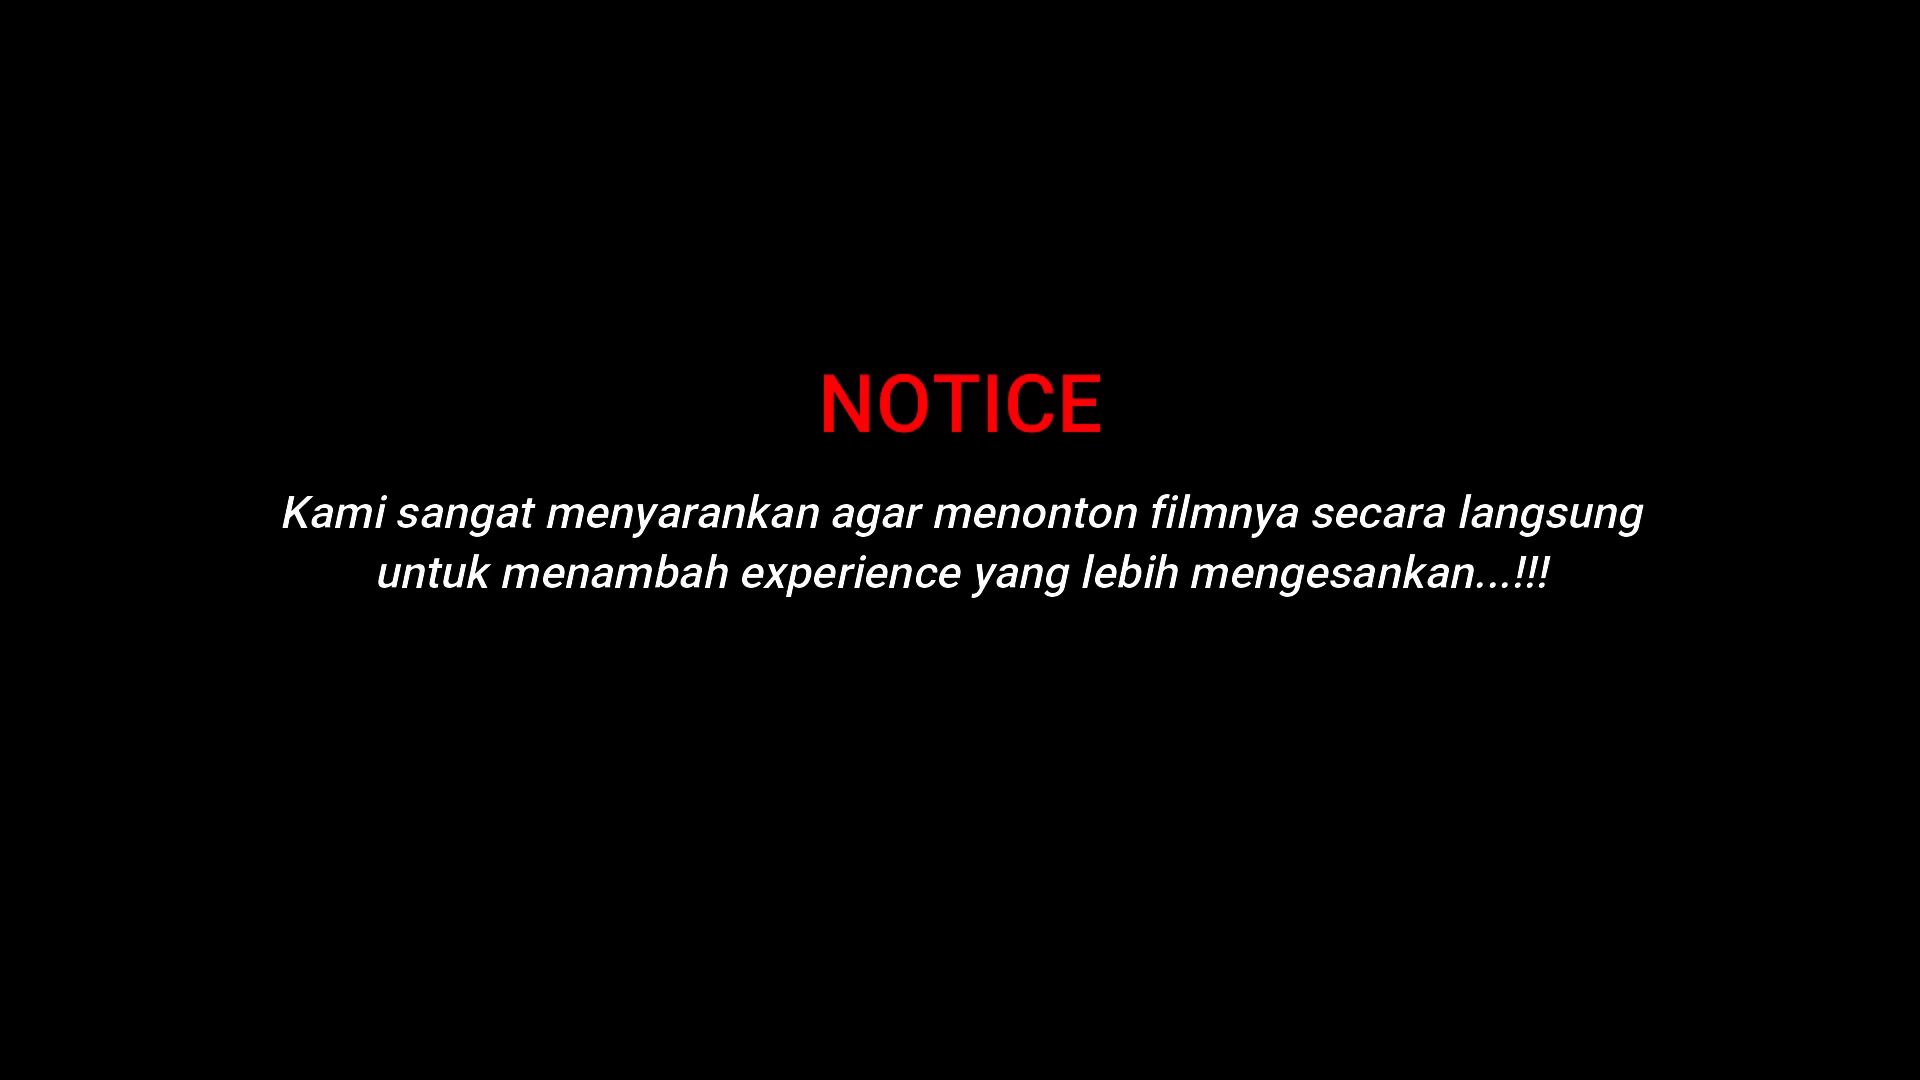 NOTICE
Kami sangat menyarankan agar menonton filmnya secara langsung
untuk menambah experience yang lebih mengesankan...!!!